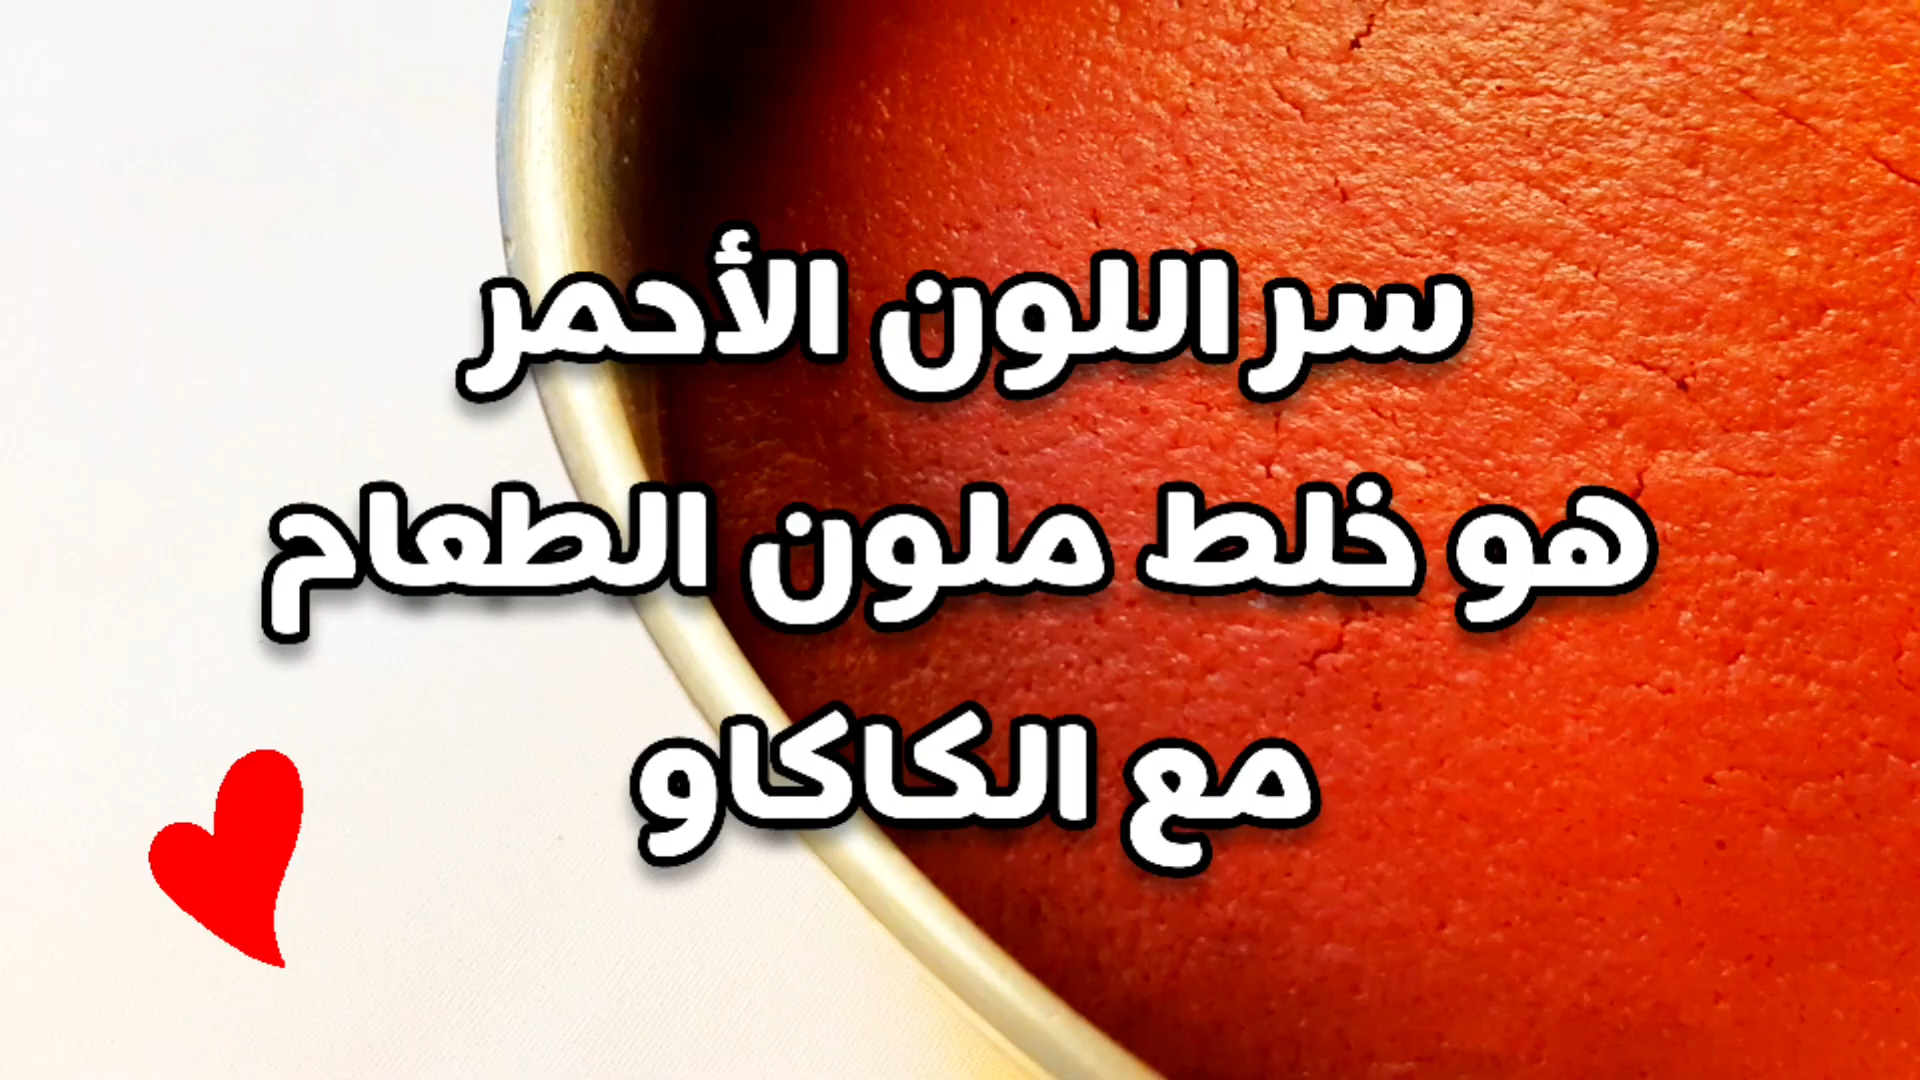 سر اللون الأحمر
هو خلط ملون الطعام
مع الكاكاو